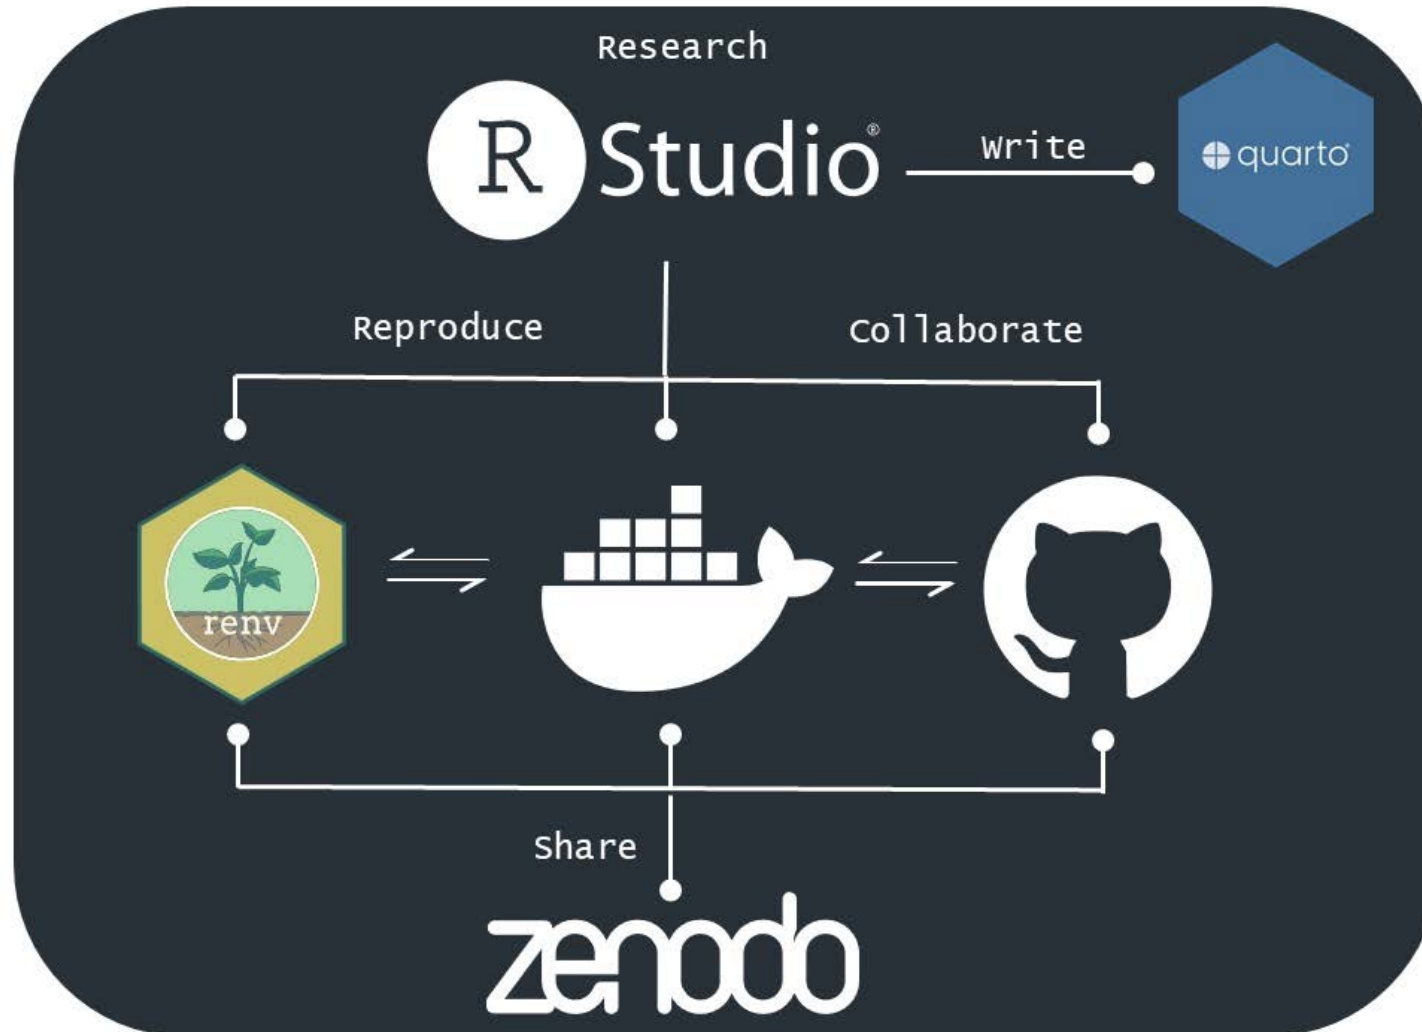 Research
R Studio®
Write
quarto
Reproduce
Collaborate
renv
Share
zenodo